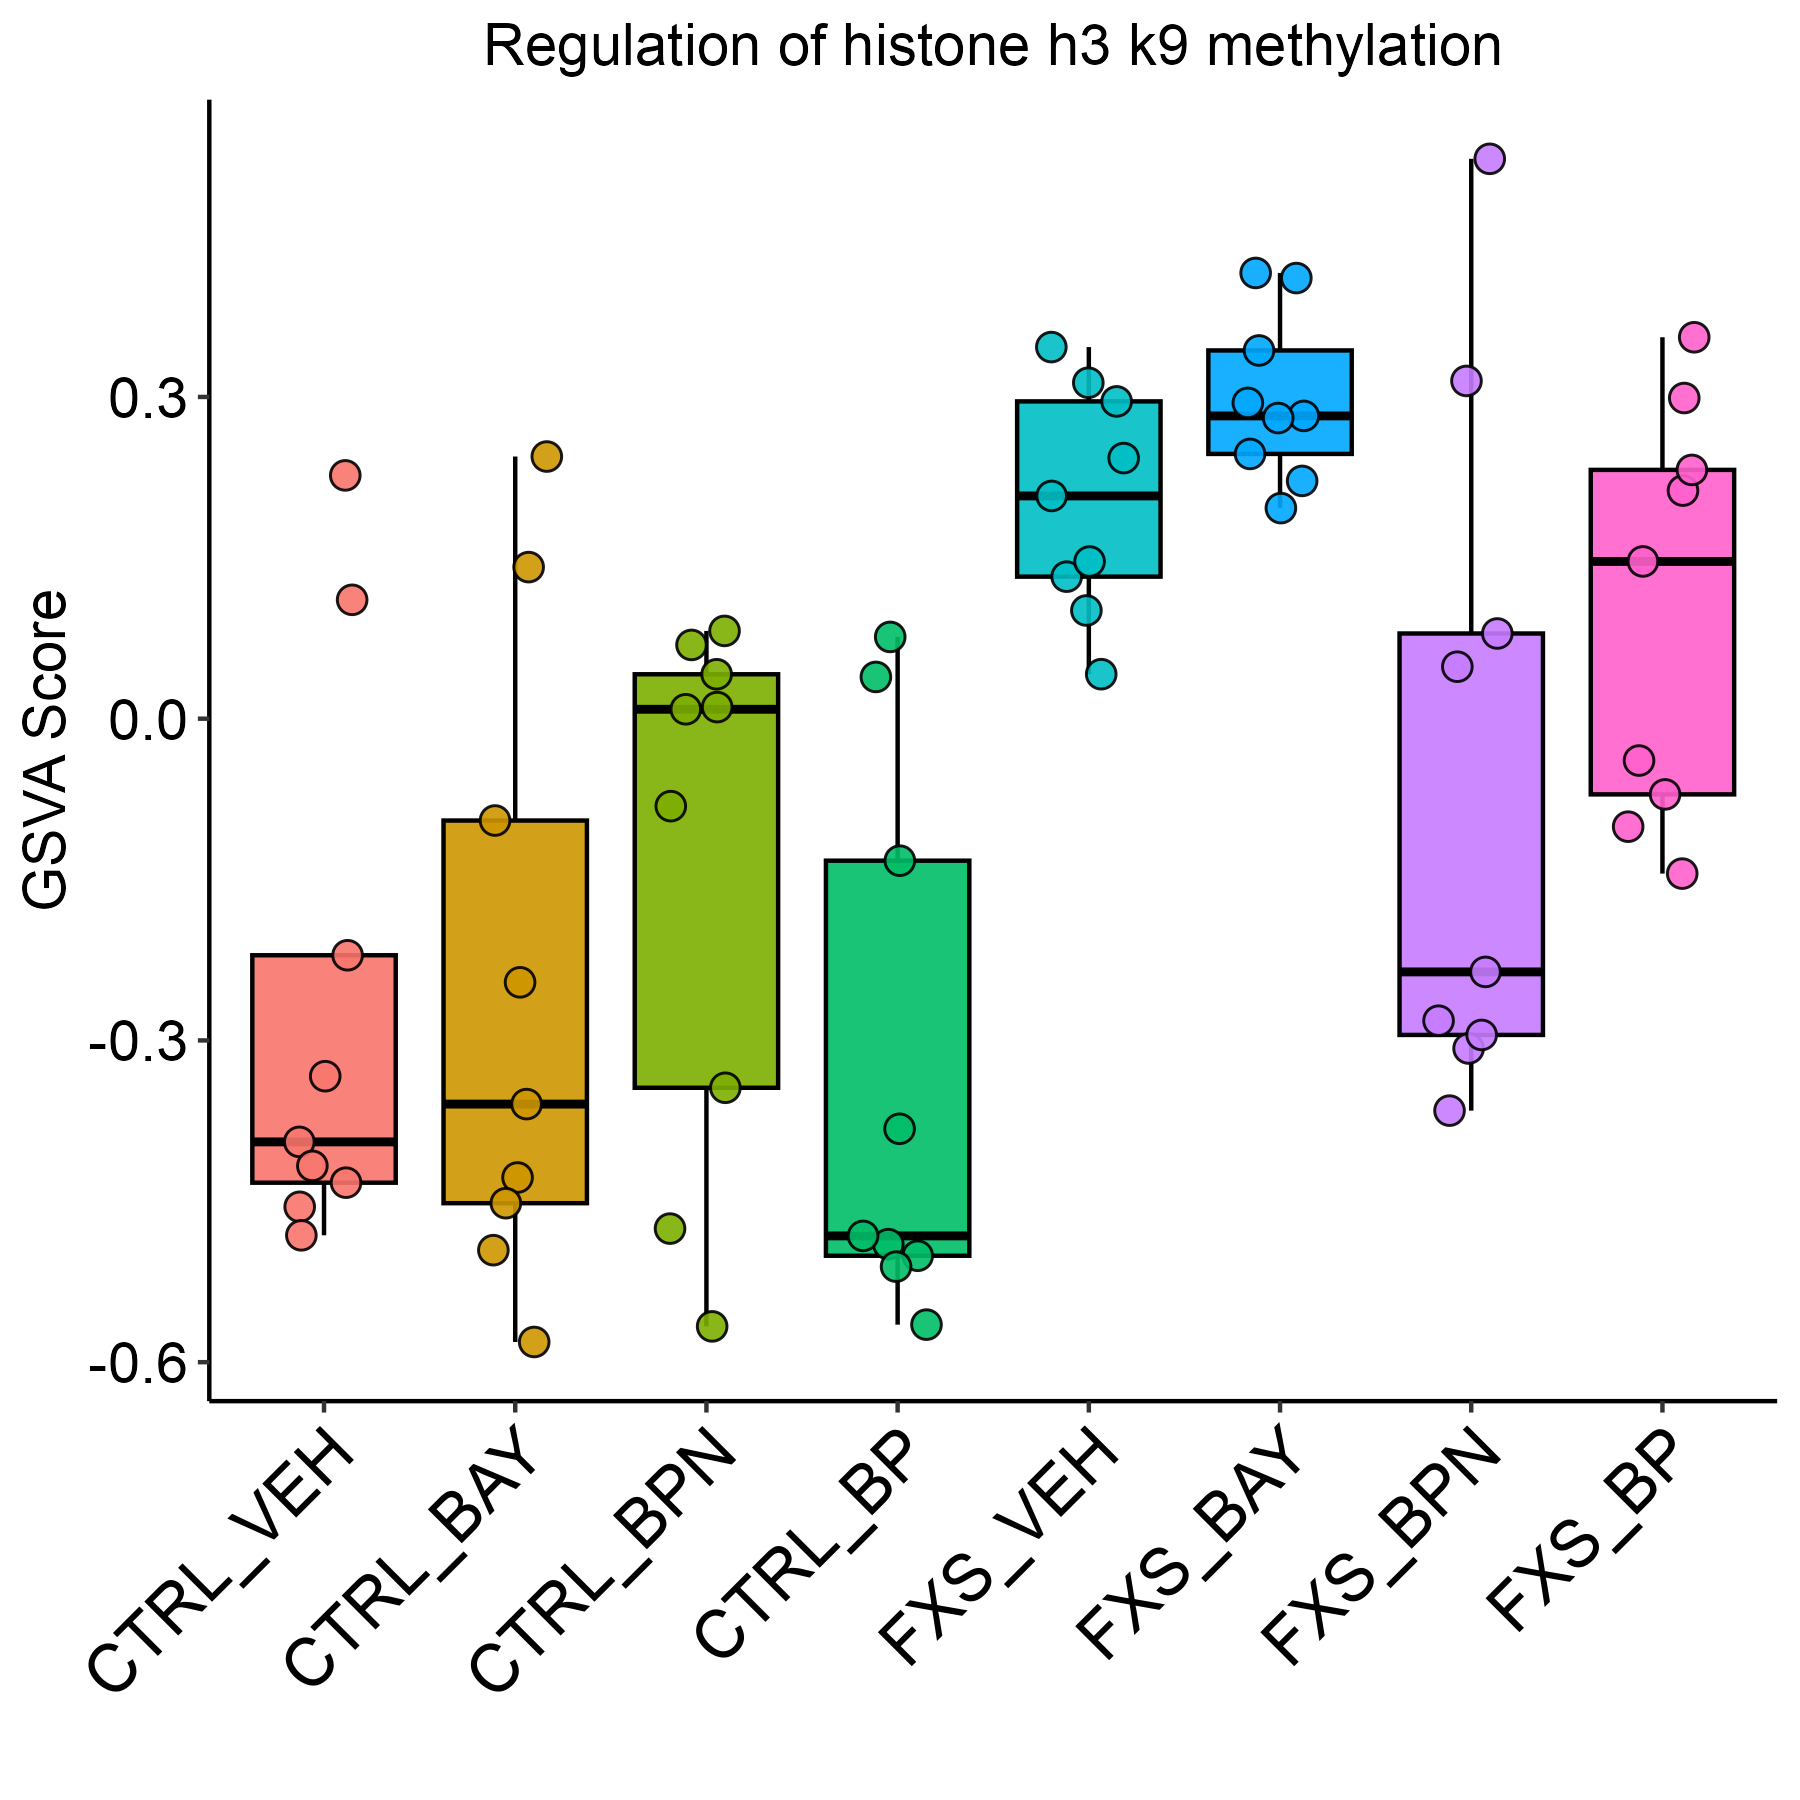 Regulation of histone h3 k9 methylation
GSVA Score
0.3
0.0
-0.3
-0.6
CTRL_VEH
CTRL_BAY
CTRL_BPN
CTRL_BP
FXS_VEH
FXS_BAY
FXS_BPN
FXS_BP